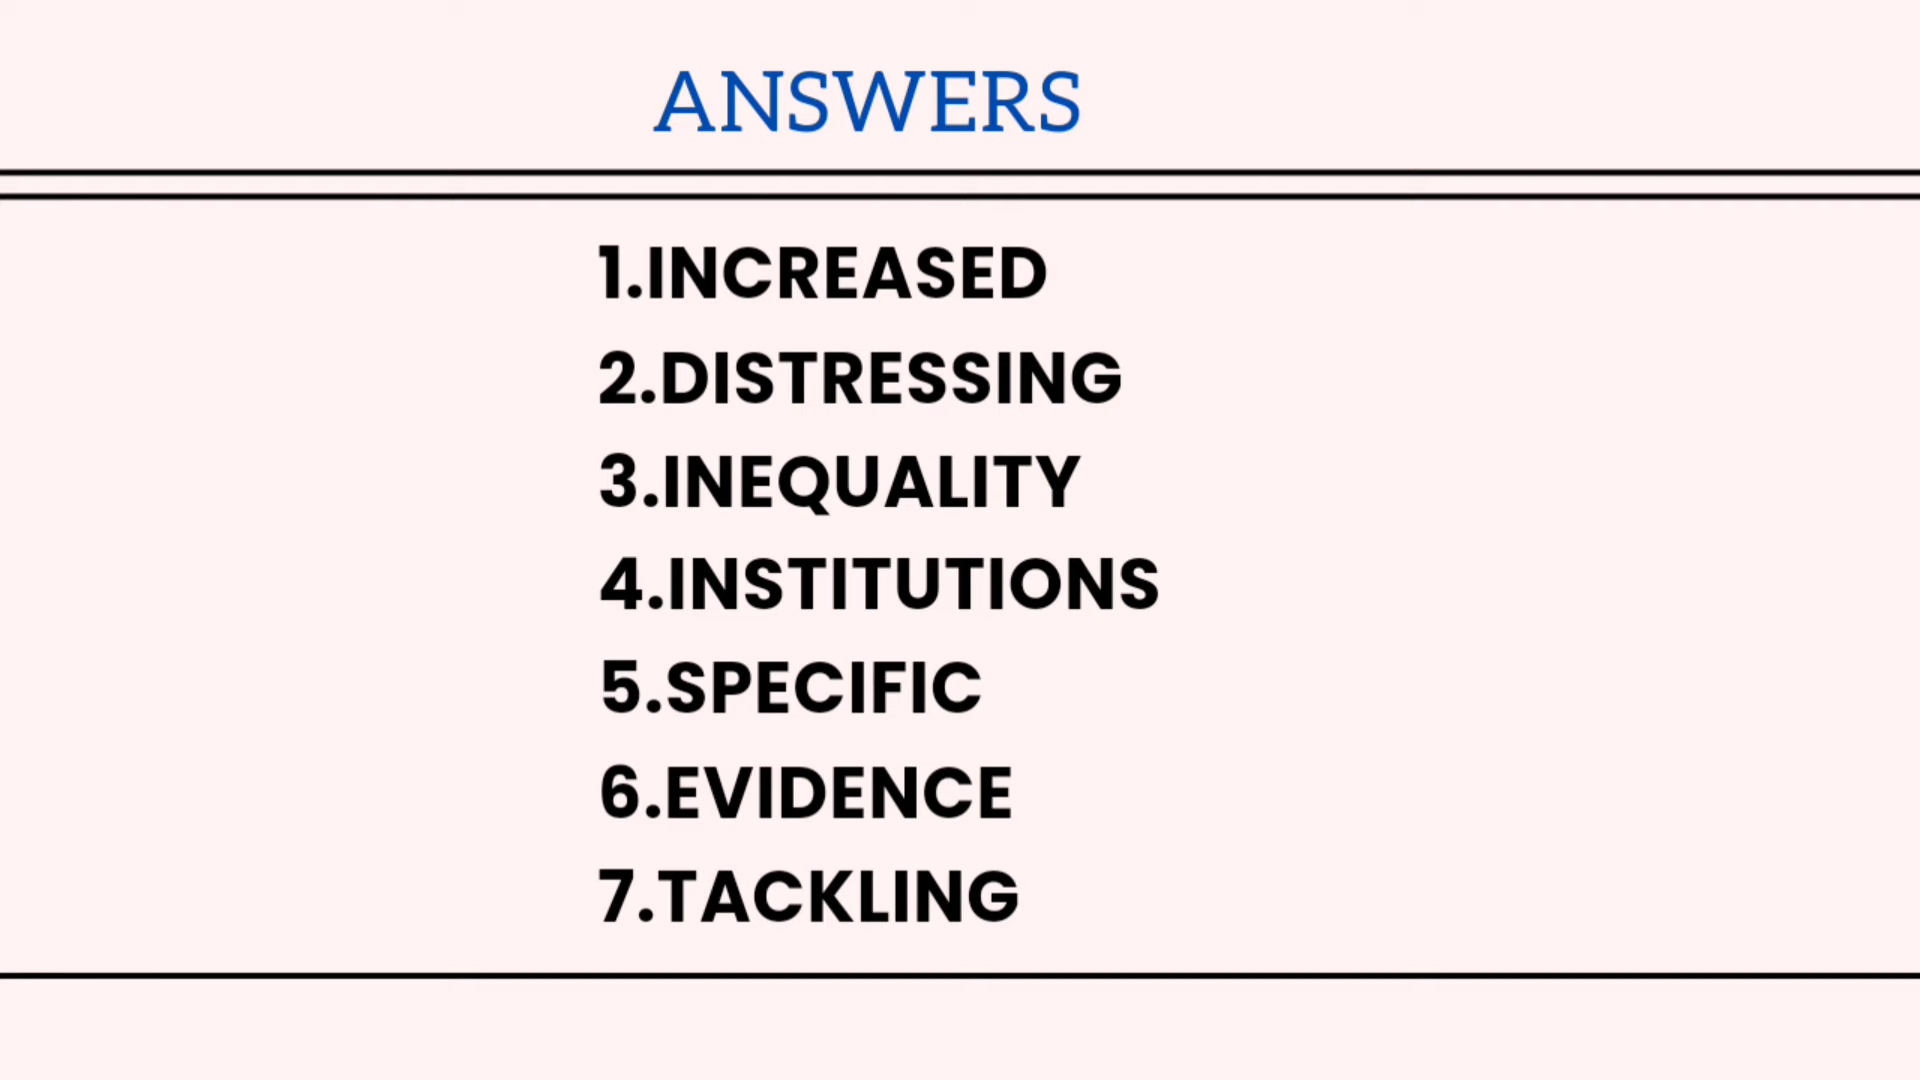 ANSWERS
1.INCREASED
2.DISTRESSING
3.INEQUALITY
4.INSTITUTIONS
5.SPECIFIC
6.EVIDENCE
7.TACKLING